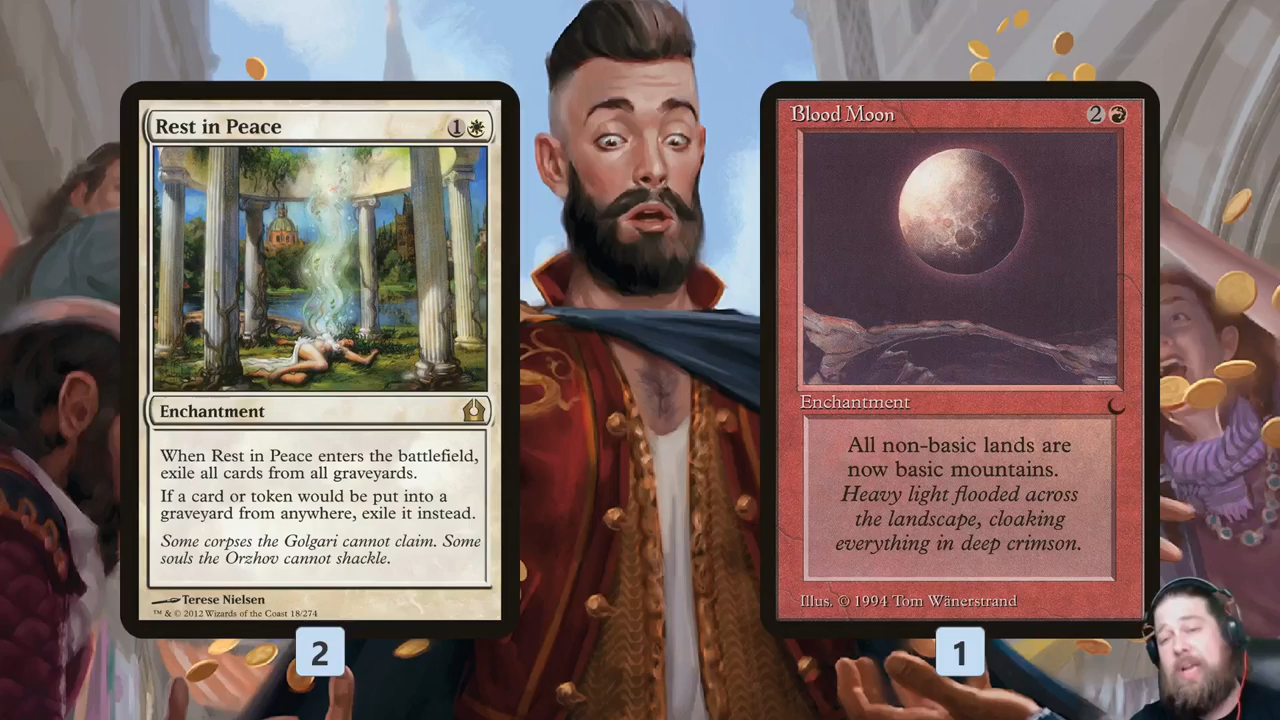 Rest in Peace
1
Enchantment
When Rest in Peace enters the battlefield,
exile all cards from all graveyards.
If a card or token would be put into a
graveyard from anywhere, exile it instead.
Some corpses the Golgari cannot claim. Some
souls the Orzhov cannot shackle.
Terese Nielsen
™ & © 2012 Wizards of the Coast 18/274
2
Blood Moon
2
Enchantment
All non-basic lands are
now basic mountains.
Heavy light flooded across
the landscape, cloaking
everything in deep crimson.
Illus. © 1994 Tom Wänerstrand
1